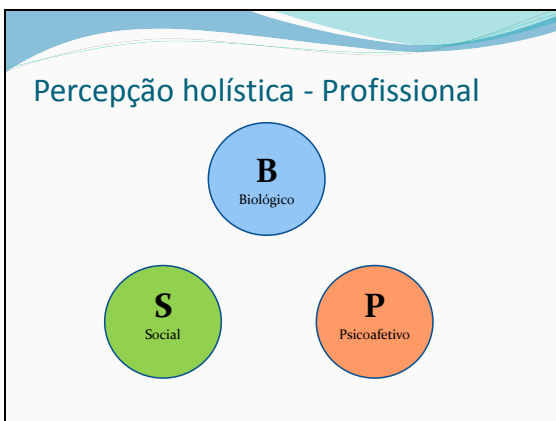 Percepção holística - Profissional
B
Biológico
S
Social
P
Psicoafetivo